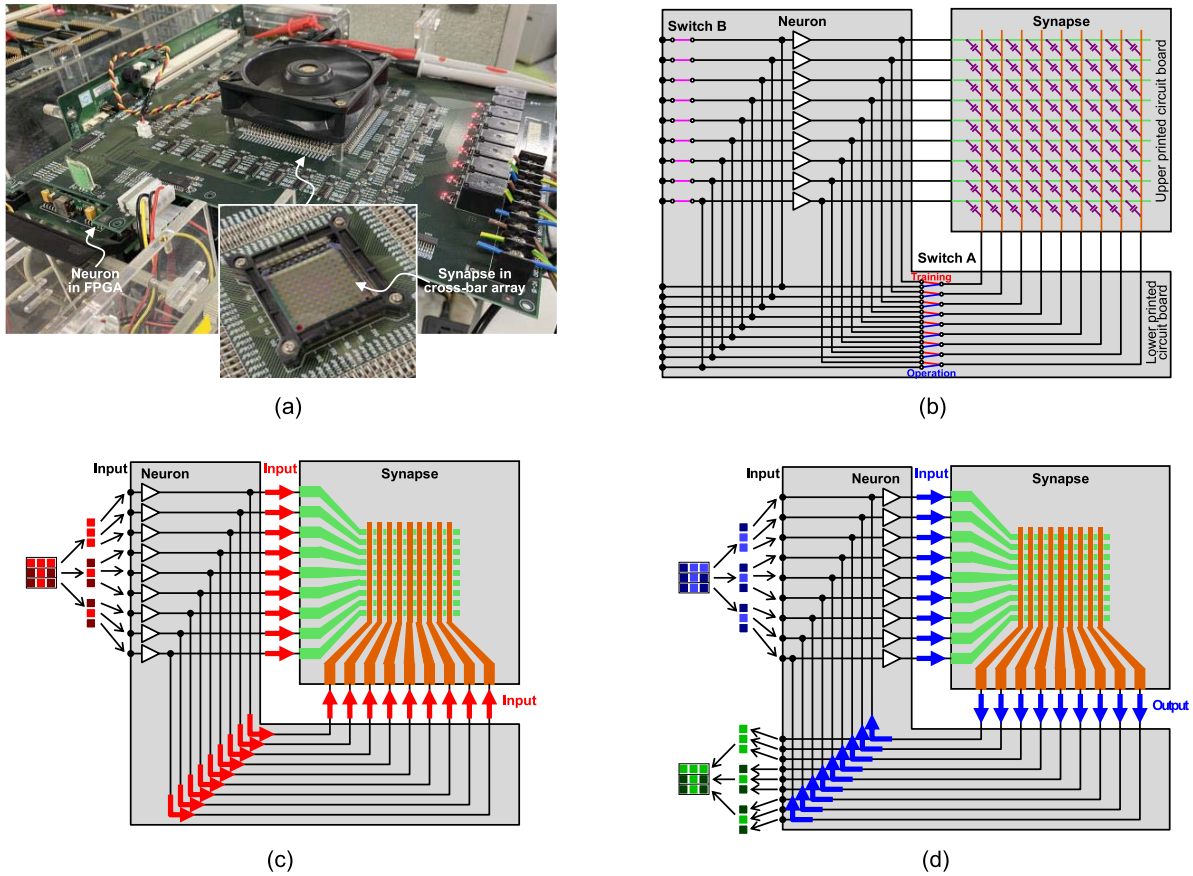 Neuron
in FPGA
Synapse in
cross-bar array
(a)
Switch B
Neuron
Synapse
Upper printed circuit board
Switch A
Training
Operation
Lower printed
circuit board
(b)
Input
Neuron
Input
Synapse
Input
(c)
Input
Neuron
Input
Synapse
Output
(d)